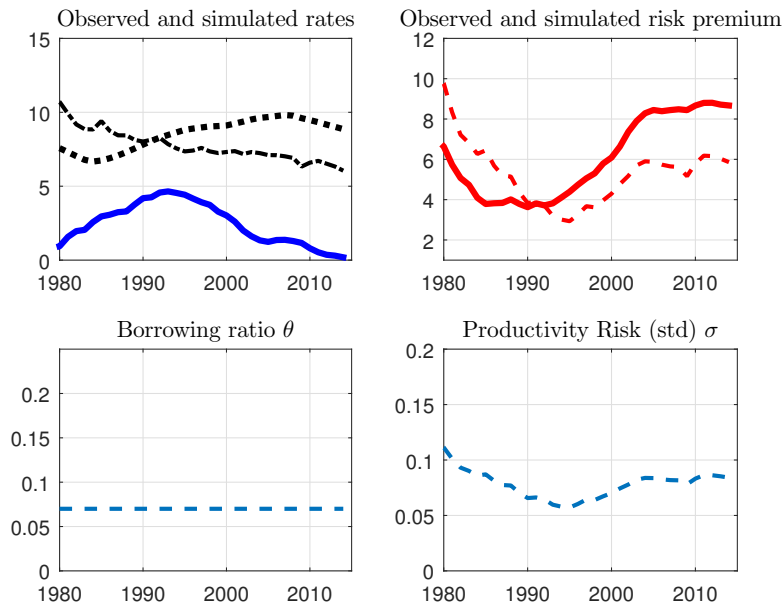 Observed and simulated rates
15
10
5
0
1980 1990 2000 2010
Observed and simulated risk premium
12
10
8
6
4
2
1980 1990 2000 2010
Borrowing ratio θ
0.2
0.15
0.1
0.05
0
1980 1990 2000 2010
Productivity Risk (std) σ
0.2
0.15
0.1
0.05
0
1980 1990 2000 2010